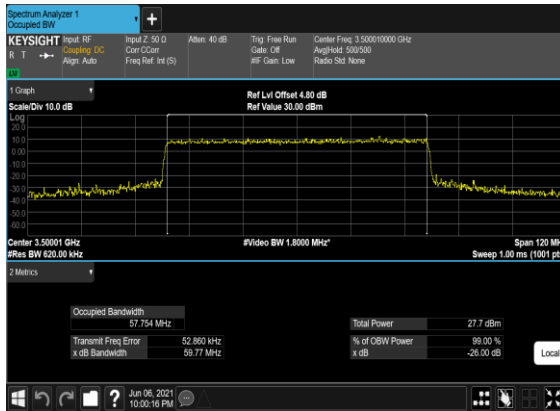 Spectrum Analyzer 1
Occupied BW
KEYSIGHT Input: RF Input Z: 50 Ω Atten: 40 dB Trig: Free Run Center Freq: 3.500010000 GHz
R T Coupling: DC Corr CCorr Gate: Off Avg|Hold: 500/500
Align: Auto Freq Ref: Int (S) #IF Gain: Low Radio Std: None
LXI
1 Graph
Ref Lvl Offset 4.80 dB
Scale/Div 10.0 dB Ref Value 30.00 dBm
Log
20.0
10.0
0.00
-10.0
-20.0
-30.0
-40.0
-50.0
-60.0
Center 3.50001 GHz #Video BW 1.8000 MHz* Span 120 MH
#Res BW 620.00 kHz Sweep 1.00 ms (1001 pt
2 Metrics
Occupied Bandwidth
57.754 MHz Total Power 27.7 dBm
Transmit Freq Error 52.860 kHz % of OBW Power 99.00 %
x dB Bandwidth 59.77 MHz x dB -26.00 dB
Local
Jun 06, 2021
10:00:16 PM